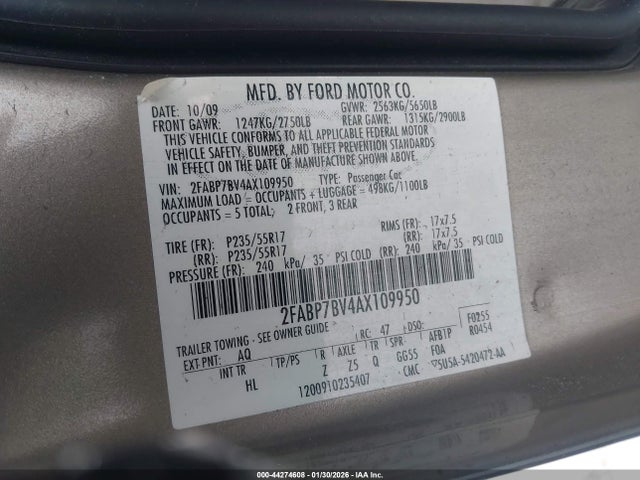 MFD. BY FORD MOTOR CO.
DATE: 10/09 GVWR: 2563KG/5650LB
FRONT GAWR: 1247KG/2750LB REAR GAWR: 1315KG/2900LB
THIS VEHICLE CONFORMS TO ALL APPLICABLE FEDERAL MOTOR
VEHICLE SAFETY, BUMPER, AND THEFT PREVENTION STANDARDS
IN EFFECT ON THE DATE OF MANUFACTURE SHOWN ABOVE.
VIN: 2FABP7BV4AX109950 TYPE: Passenger Car
MAXIMUM LOAD = OCCUPANTS + LUGGAGE = 498KG/1100LB
OCCUPANTS = 5 TOTAL; 2 FRONT, 3 REAR
TIRE (FR): P235/55R17 RIMS (FR): 17x7.5
(RR): P235/55R17 (RR): 17x7.5
PRESSURE (FR): 240 kPa/ 35 PSI COLD (RR): 240 kPa/ 35 PSI COLD
2FABP7BV4AX109950
TRAILER TOWING - SEE OWNER GUIDE RC: 47 DSO: F0255
EXT PNT: AQ R0454
INT TR TP/PS R AXLE TR SPR AFB1P
HL Z Z5 Q GG55 F0A
1200910235407 CMC 5U5A-5420472-AA
000-44274608 - 01/30/2026 - IAA Inc.